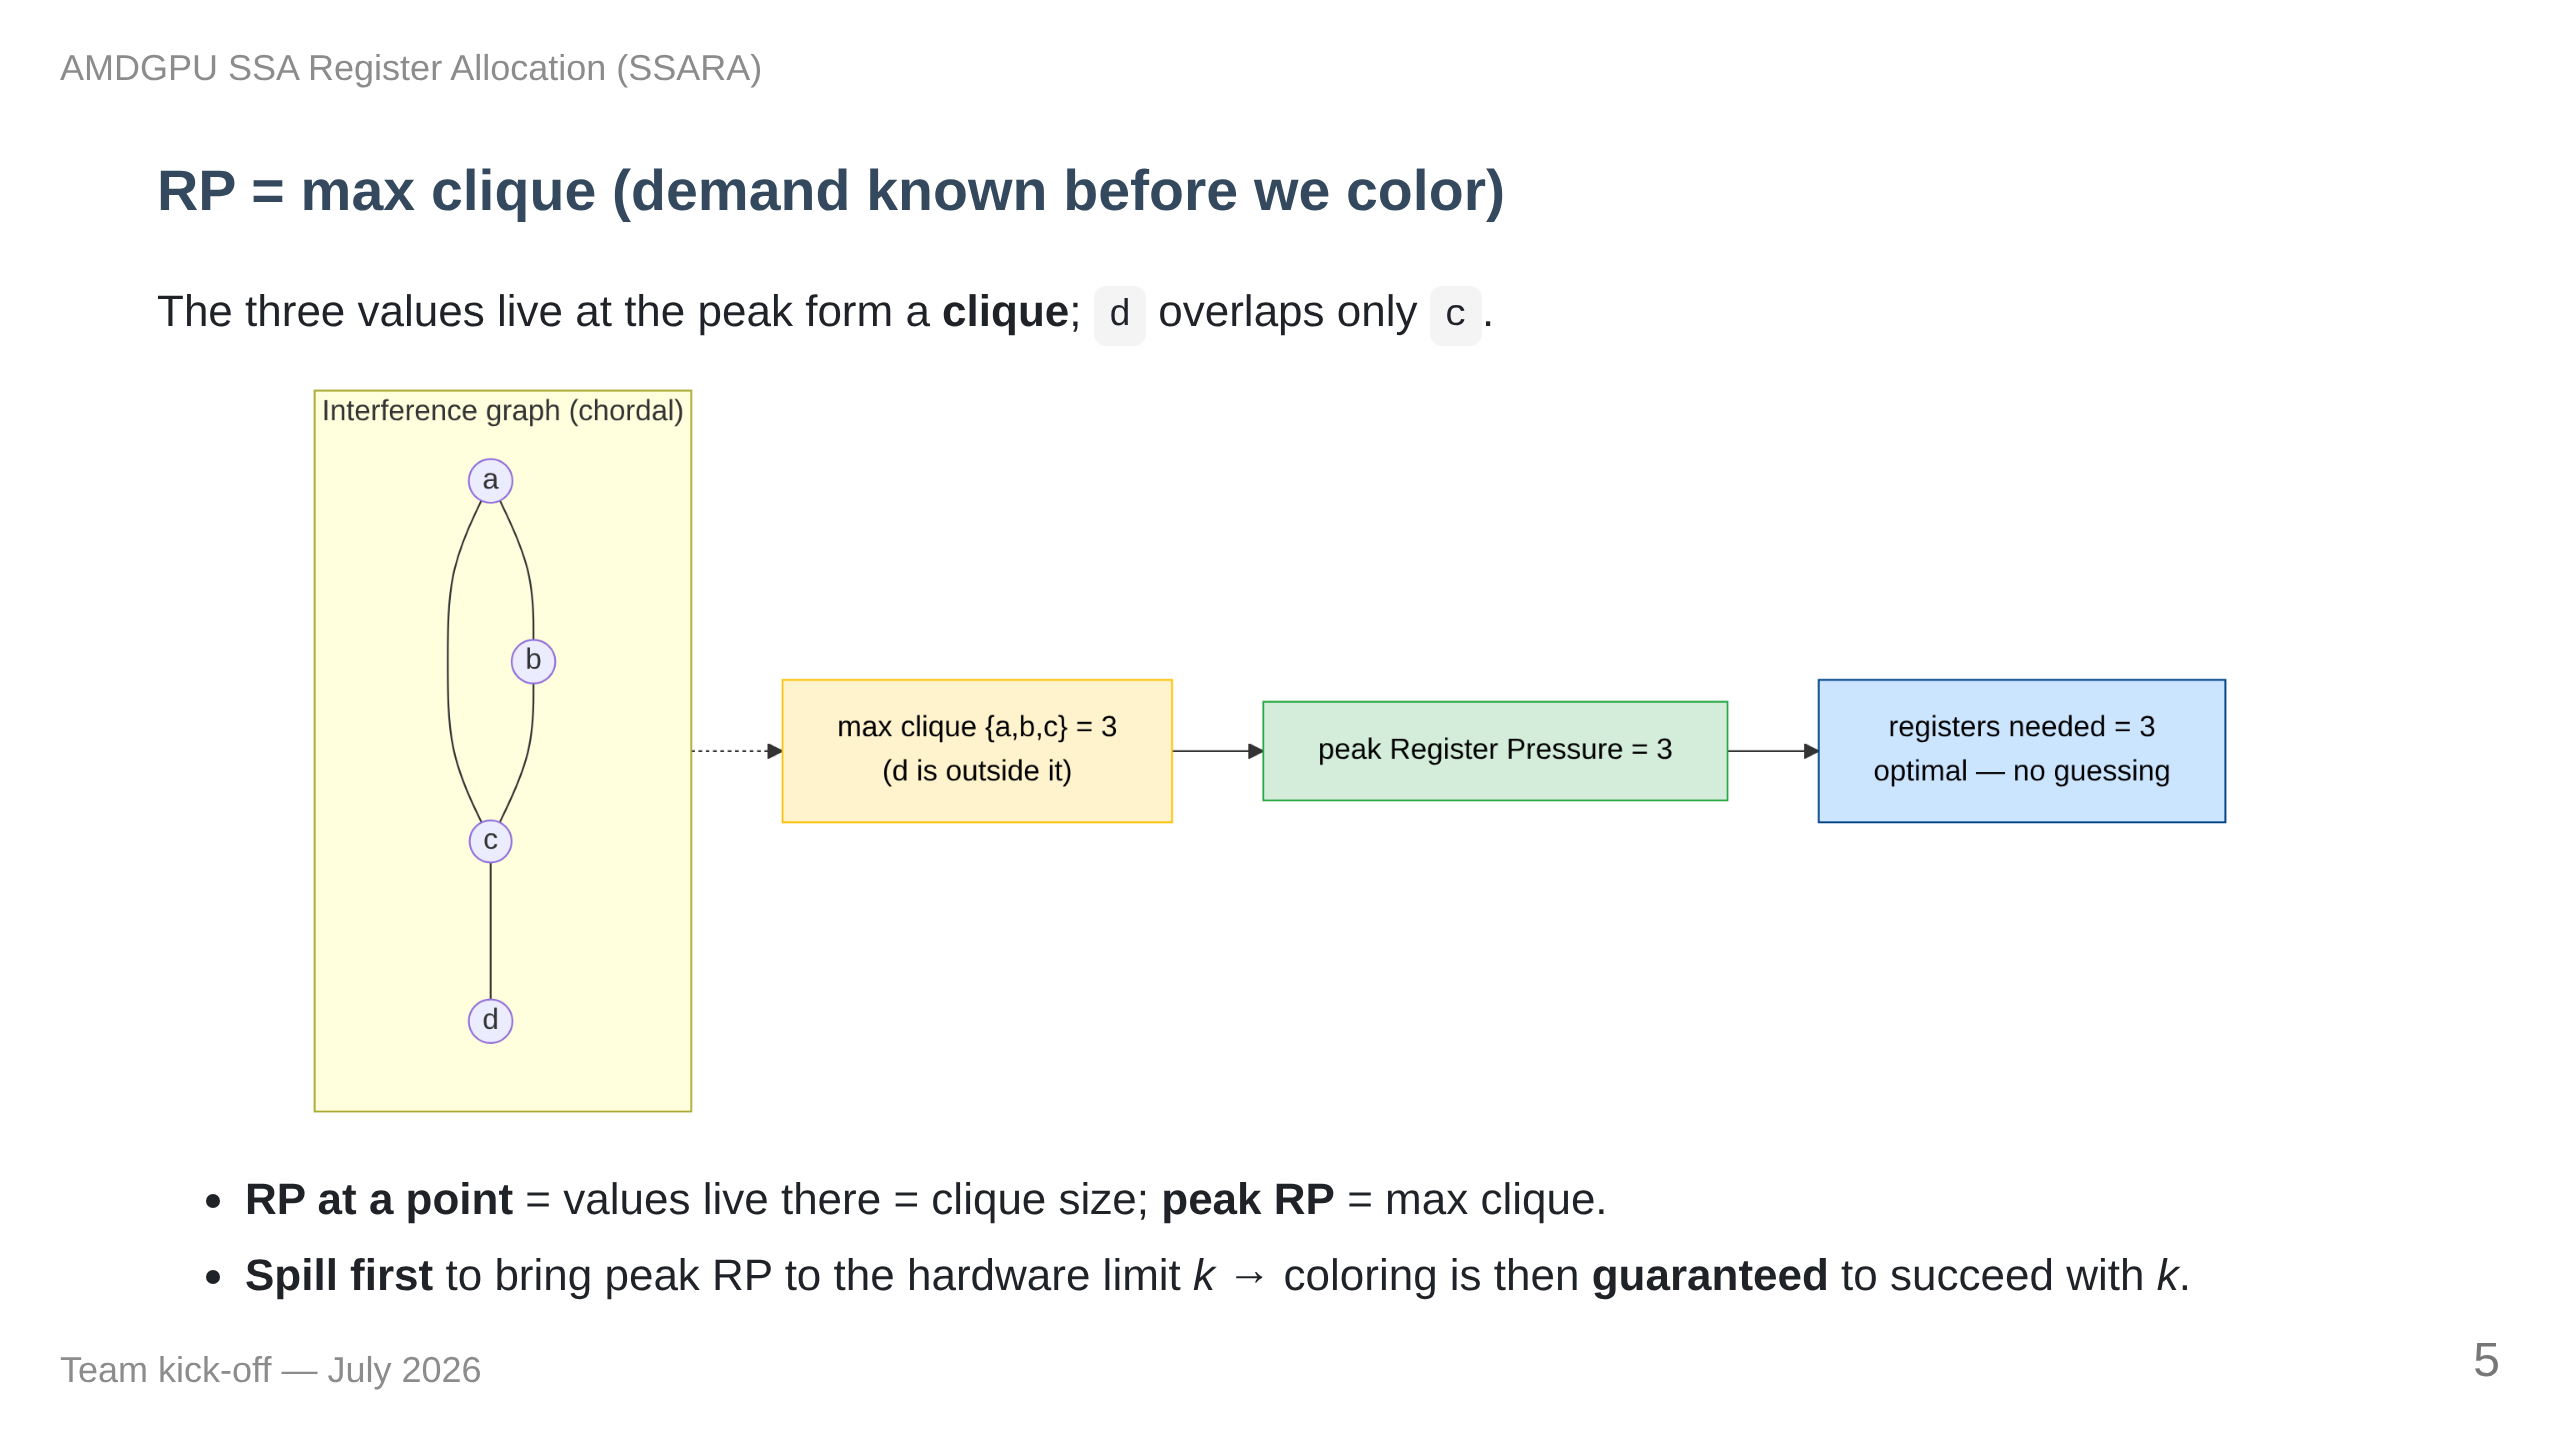 AMDGPU SSA Register Allocation (SSARA)
RP = max clique (demand known before we color)
The three values live at the peak form a clique; d overlaps only c.
Interference graph (chordal)
a
b
c
d
max clique {a,b,c} = 3
(d is outside it)
peak Register Pressure = 3
registers needed = 3
optimal — no guessing
• RP at a point = values live there = clique size; peak RP = max clique.
• Spill first to bring peak RP to the hardware limit k → coloring is then guaranteed to succeed with k.
Team kick-off — July 2026
5